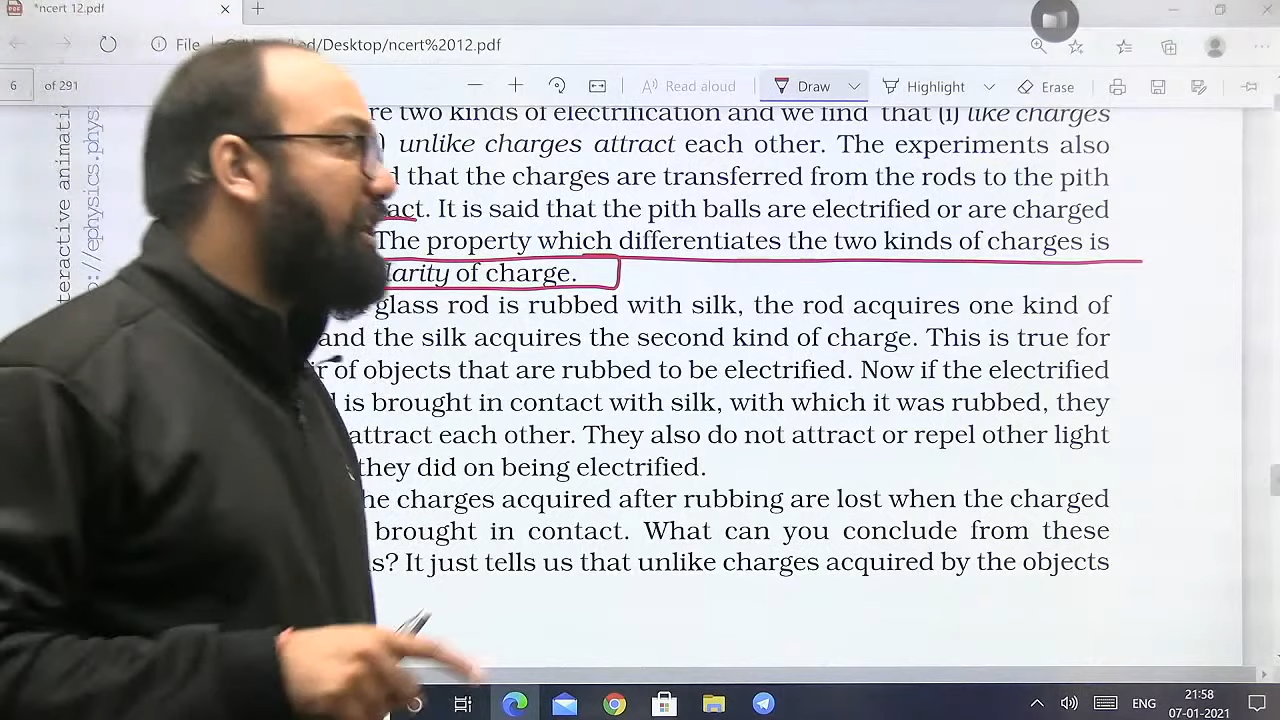 *ncert 12.pdf
File
Desktop/ncert%2012.pdf
6 of 291 Read aloud Draw Highlight Erase
two kinds of electrification and we find that (i) like charges
unlike charges attract each other. The experiments also
that the charges are transferred from the rods to the pith
. It is said that the pith balls are electrified or are charged
The property which differentiates the two kinds of charges is
of charge.
glass rod is rubbed with silk, the rod acquires one kind of
and the silk acquires the second kind of charge. This is true for
of objects that are rubbed to be electrified. Now if the electrified
is brought in contact with silk, with which it was rubbed, they
attract each other. They also do not attract or repel other light
they did on being electrified.
charges acquired after rubbing are lost when the charged
brought in contact. What can you conclude from these
? It just tells us that unlike charges acquired by the objects
ENG
21:58
07-01-2021